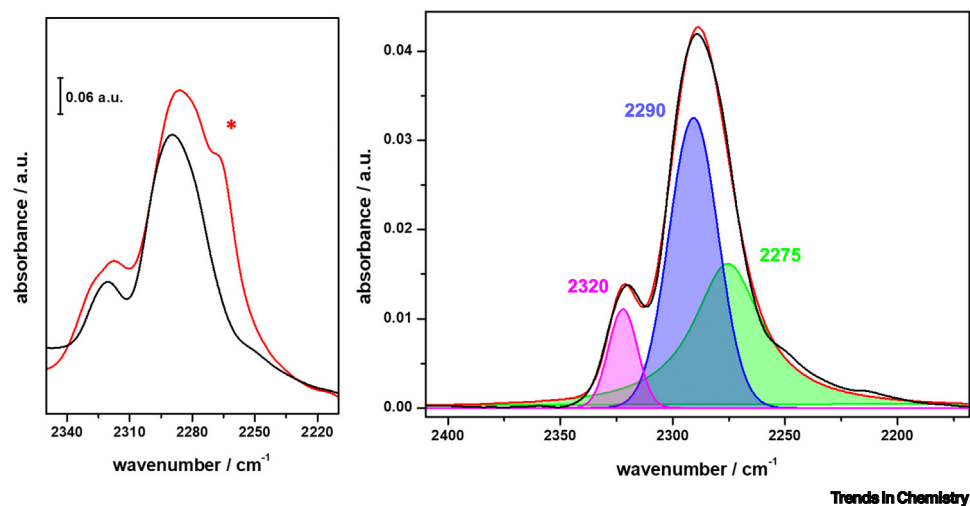 0.06 a.u.
*
absorbance / a.u.
2340 2310 2280 2250 2220
wavenumber / cm-1
0.04
0.03
0.02
0.01
0.00
absorbance / a.u.
2290
2320
2275
2400 2350 2300 2250 2200
wavenumber / cm-1
Trends in Chemistry